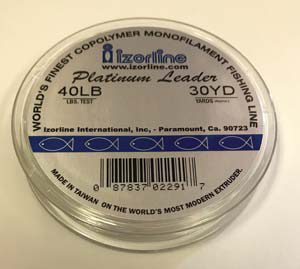 WORLD'S FINEST COPOLYMER MONOFILAMENT FISHING LINE
izorline
www.izorline.com
Platinum Leader
40LB 30YD
LBS. TEST YARDS
Izorline International, Inc, - Paramount, Ca. 90723
0 87837 02291 7
MADE IN TAIWAN ON THE WORLD'S MOST MODERN EXTRUDER.